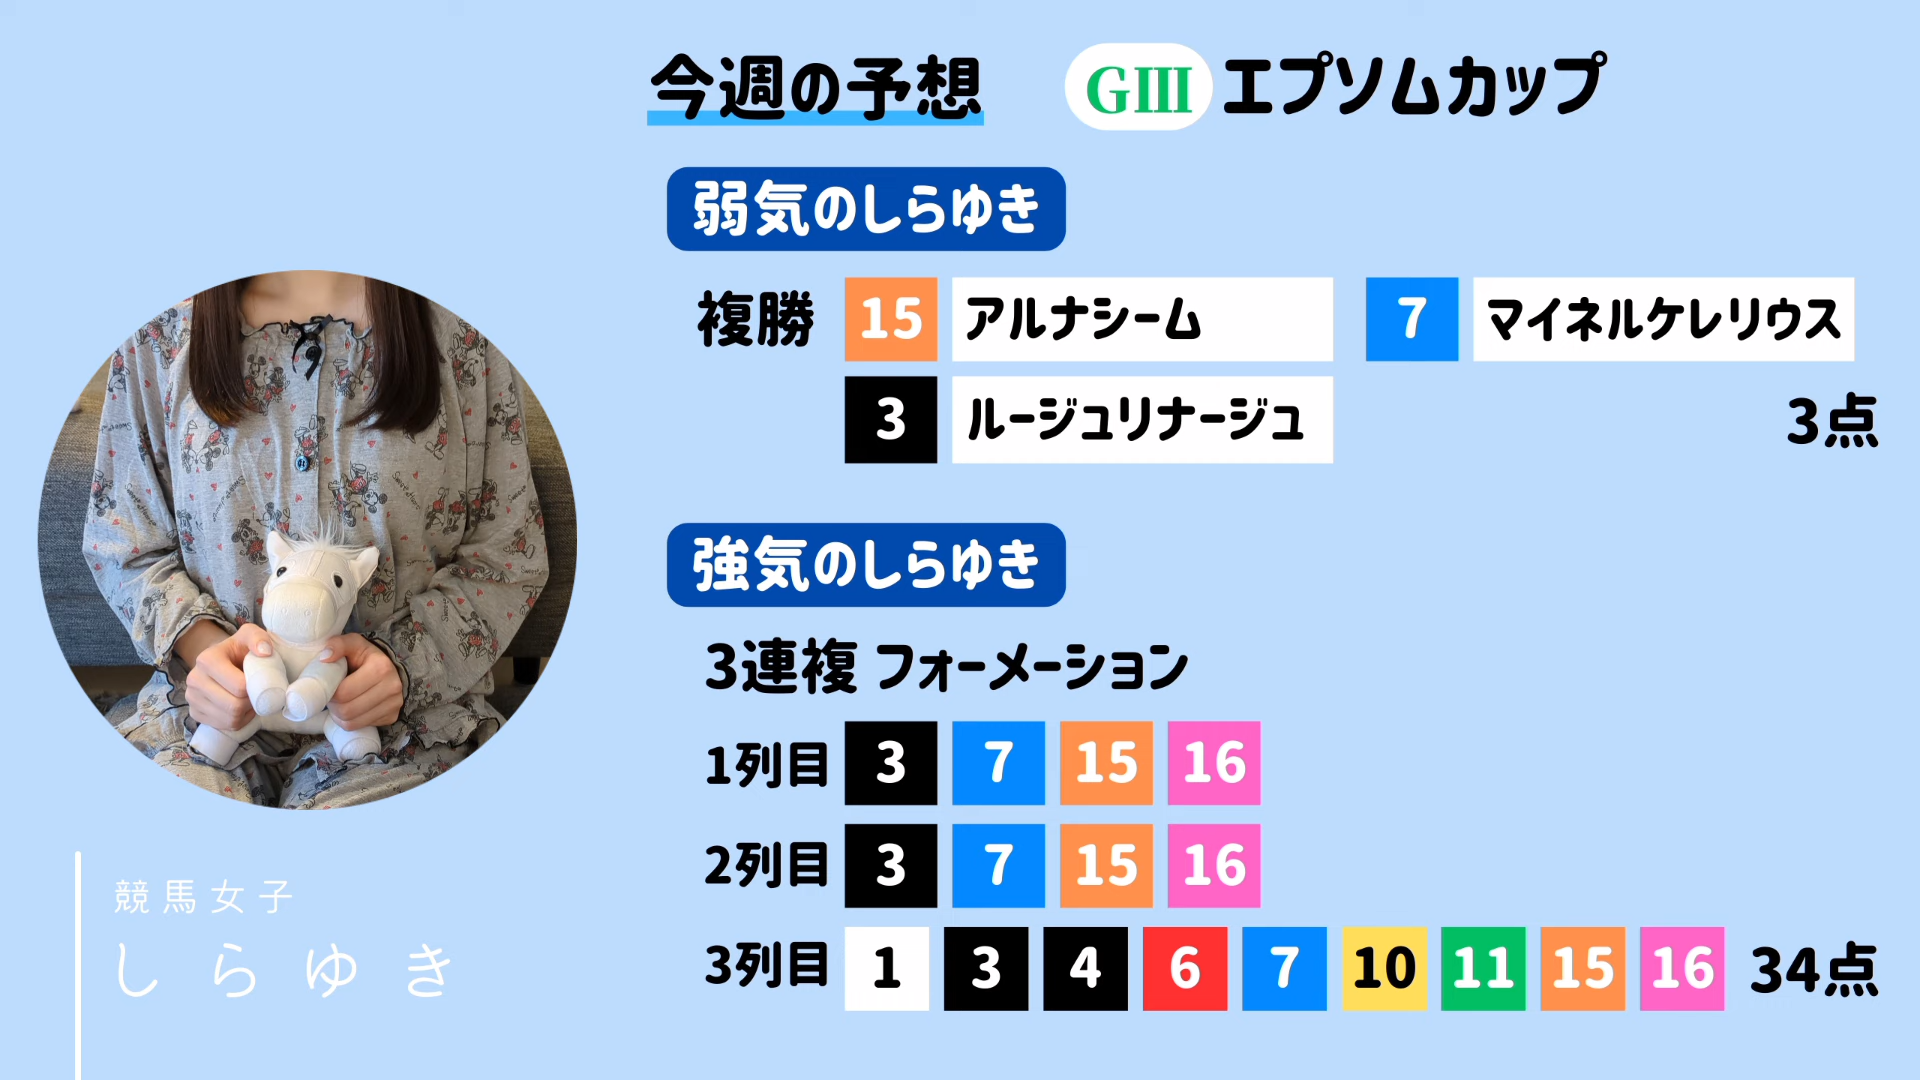 今週の予想 GIII エプソムカップ
弱気のしらゆき
複勝 15 アルナシーム 7 マイネルケレリウス
3 ルージュリナージュ 3点
強気のしらゆき
3連複 フォーメーション
1列目 3 7 15 16
2列目 3 7 15 16
3列目 1 3 4 6 7 10 11 15 16 34点
競馬女子
しらゆき